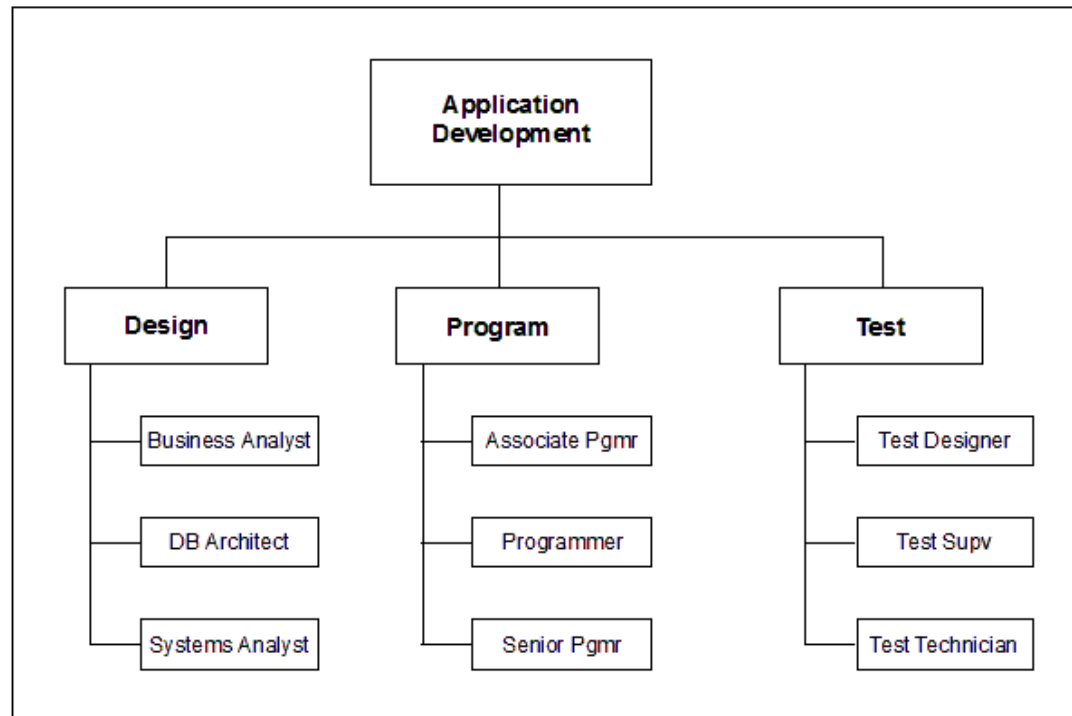 Application
Development
Design
Program
Test
Business Analyst
Associate Pgmr
Test Designer
DB Architect
Programmer
Test Supv
Systems Analyst
Senior Pgmr
Test Technician